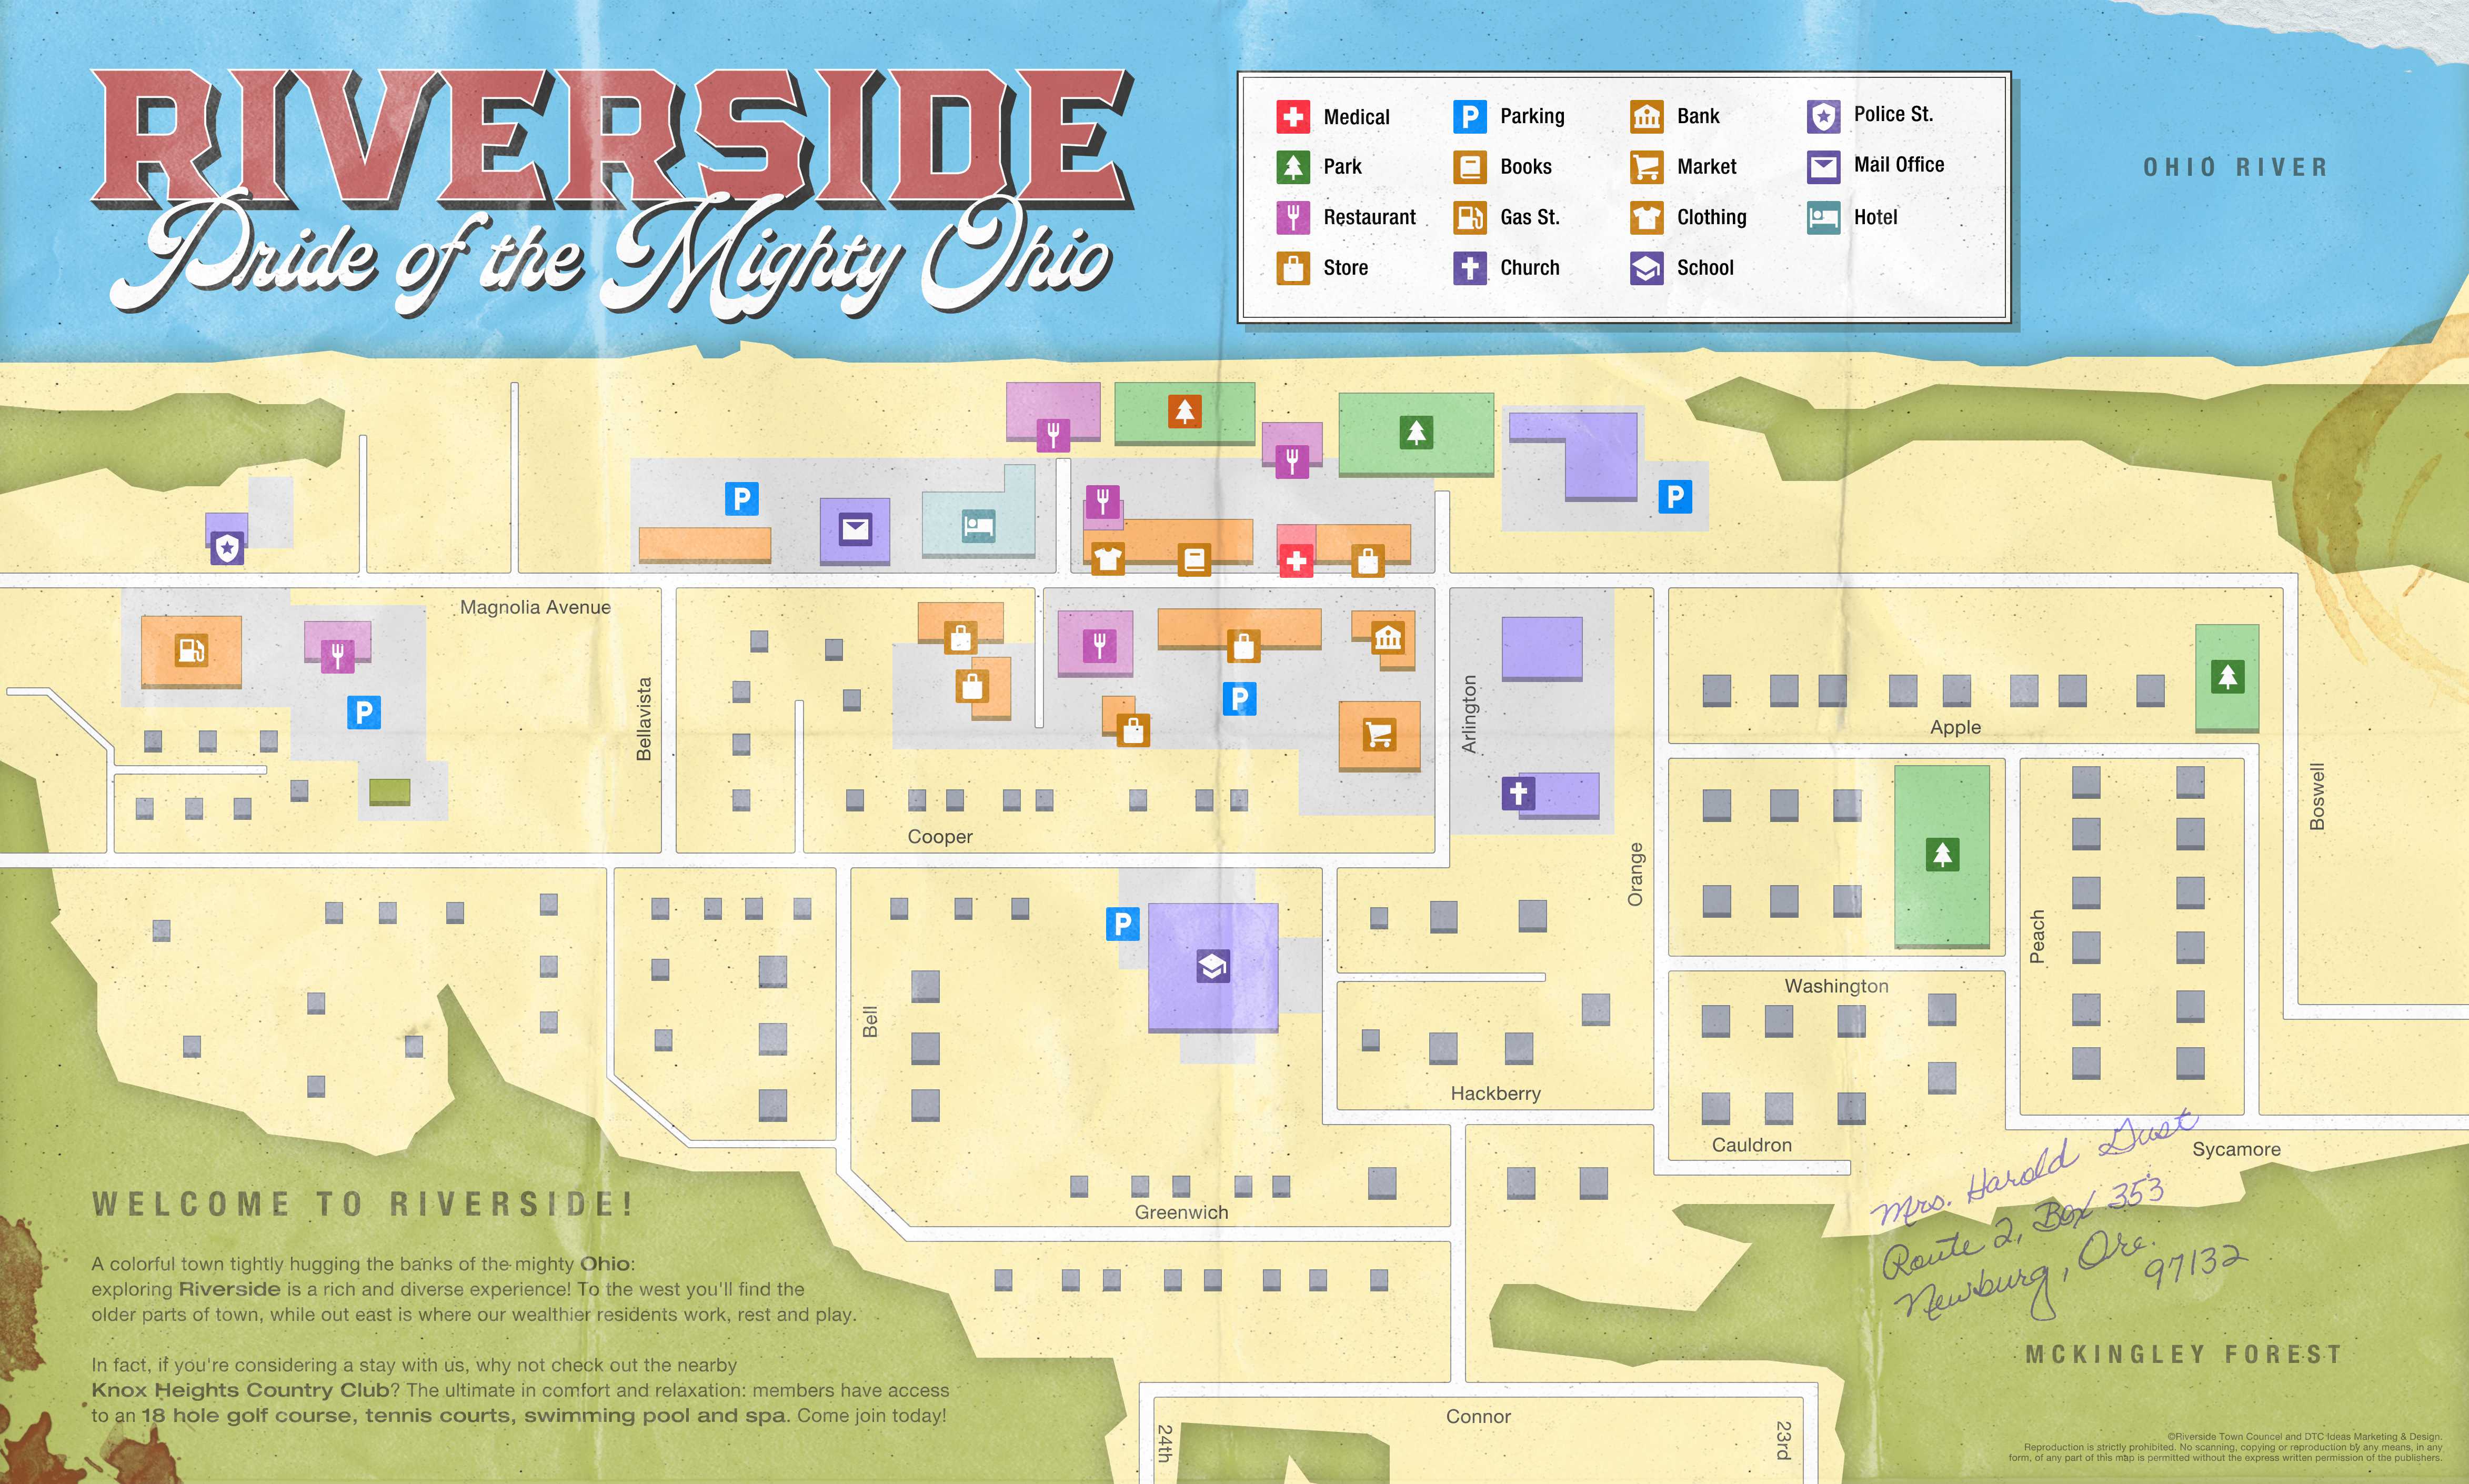 RIVERSIDE
Pride of the Mighty Ohio
Medical
Park
Restaurant
Store
P Parking
Books
Gas St.
Church
Bank
Market
Clothing
School
Police St.
Mail Office
Hotel
OHIO RIVER
P
P
Magnolia Avenue
P
P
Bellavista
Arlington
Apple
Boswell
Cooper
Orange
P
Peach
Washington
Bell
Hackberry
Cauldron
Sycamore
Greenwich
Mrs. Harold Dust
Route 2, Box 353
Newburg, Ore.
97132
WELCOME TO RIVERSIDE!
A colorful town tightly hugging the banks of the mighty Ohio:
exploring Riverside is a rich and diverse experience! To the west you'll find the
older parts of town, while out east is where our wealthier residents work, rest and play.
In fact, if you're considering a stay with us, why not check out the nearby
Knox Heights Country Club? The ultimate in comfort and relaxation: members have access
to an 18 hole golf course, tennis courts, swimming pool and spa. Come join today!
MCKINGLEY FOREST
Connor
24th
23rd
©Riverside Town Councel and DTC Ideas Marketing & Design.
Reproduction is strictly prohibited. No scanning, copying or reproduction by any means, in any
form, of any part of this map is permitted without the express written permission of the publishers.